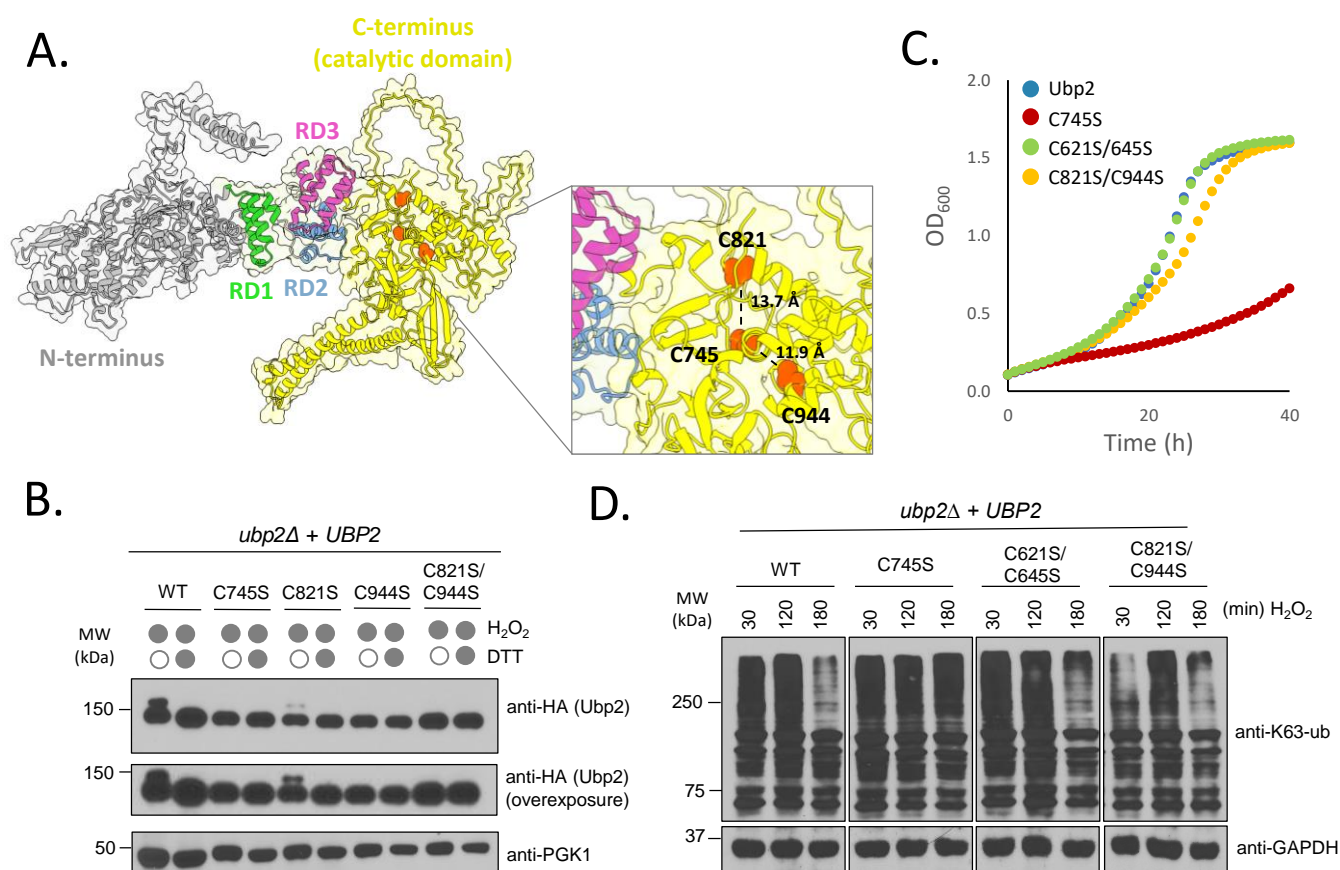 A.
C-terminus
(catalytic domain)
RD3
RD1
RD2
N-terminus
C821
13.7 Å
C745
11.9 Å
C944
C.
2.0
1.5
1.0
0.5
0.0
OD600
Ubp2
C745S
C621S/645S
C821S/C944S
0
20
40
Time (h)
B.
ubp2Δ + UBP2
WT
C745S
C821S
C944S
C821S/
C944S
MW
(kDa)
H2O2
DTT
150
anti-HA (Ubp2)
150
anti-HA (Ubp2)
(overexposure)
50
anti-PGK1
D.
ubp2Δ + UBP2
WT
C745S
C621S/
C645S
C821S/
C944S
MW
(kDa)
30 120 180 30 120 180 30 120 180 30 120 180
(min) H2O2
250
anti-K63-ub
75
37
anti-GAPDH